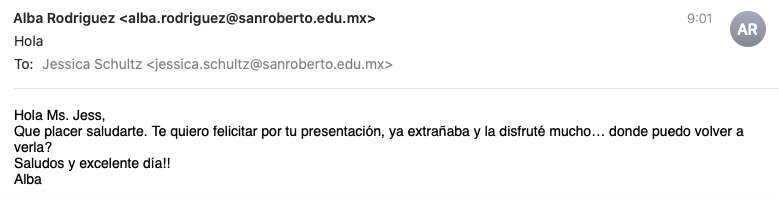 Alba Rodriguez <alba.rodriguez@sanroberto.edu.mx>
9:01
AR
Hola
To: Jessica Schultz <jessica.schultz@sanroberto.edu.mx>
Hola Ms. Jess,
Que placer saludarte. Te quiero felicitar por tu presentación, ya extrañaba y la disfruté mucho… donde puedo volver a
verla?
Saludos y excelente día!!
Alba